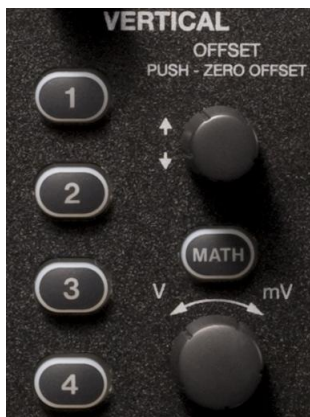 VERTICAL
OFFSET
PUSH - ZERO OFFSET
1
2
MATH
3
V mV
4